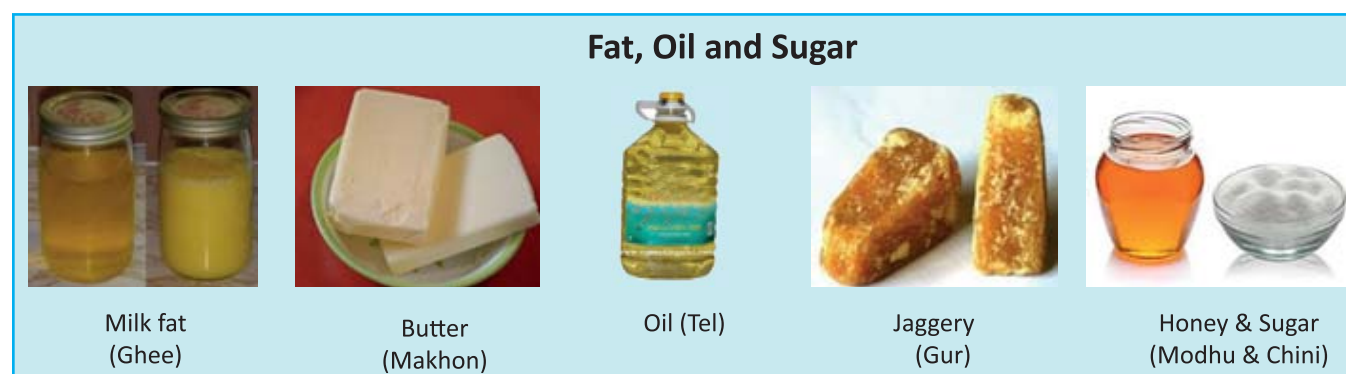 Fat, Oil and Sugar
Milk fat
(Ghee)
Butter
(Makhon)
Oil (Tel)
Jaggery
(Gur)
Honey & Sugar
(Modhu & Chini)